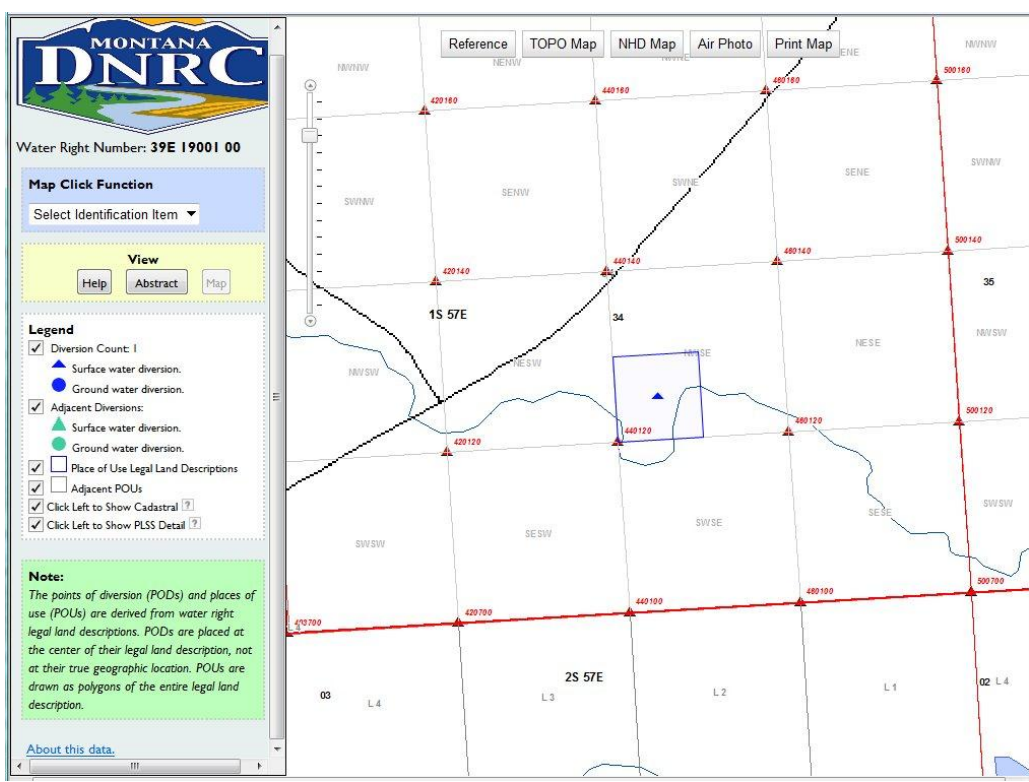 MONTANA
DNRC
Water Right Number: 39E 19001 00
Map Click Function
Select Identification Item
View
Help Abstract Map
Legend
Diversion Count: 1
Surface water diversion.
Ground water diversion.
Adjacent Diversions:
Surface water diversion.
Ground water diversion.
Place of Use Legal Land Descriptions
Adjacent POUs
Click Left to Show Cadastral ?
Click Left to Show PLSS Detail ?
Note:
The points of diversion (PODs) and places
of use (POUs) are derived from water right
legal land descriptions. PODs are placed at
the center of their legal land description, not
at their true geographic location. POUs are
drawn as polygons of the entire legal land
description.
About this data.
Reference TOPO Map NHD Map Air Photo Print Map
NWNW NENW NENE NWNW
420160 440160 460160 500160
SWNW SENW SWNE SENE SWNW
420140 440140 460140 500140
1S 57E 34 35
NWSW NESW NWSE NESE NWSW
420120 440120 460120 500120
SWSW SESW SWSE SESE SWSW
420700 440100 460100 500700
2S 57E
03 L 4 L 3 L 2 L 1 02 L 4